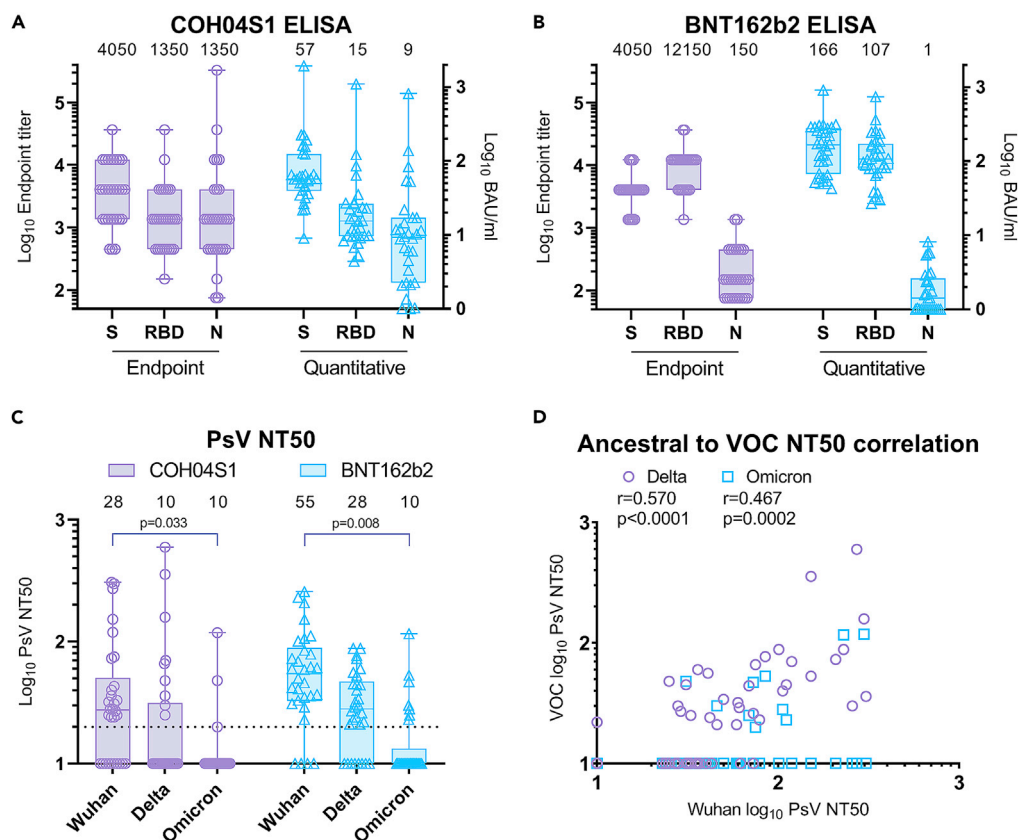 A
COH04S1 ELISA
4050 1350 1350 57 15 9
Log10 Endpoint titer
5
4
3
2
3
2
1
0
Log10 BAU/ml
S RBD N S RBD N
Endpoint Quantitative
B
BNT162b2 ELISA
4050 12150 150 166 107 1
Log10 Endpoint titer
5
4
3
2
3
2
1
0
Log10 BAU/ml
S RBD N S RBD N
Endpoint Quantitative
C
PsV NT50
COH04S1 BNT162b2
28 10 10 55 28 10
p=0.033 p=0.008
Log10 PsV NT50
3
2
1
Wuhan Delta Omicron Wuhan Delta Omicron
D
Ancestral to VOC NT50 correlation
Delta Omicron
r=0.570 r=0.467
p<0.0001 p=0.0002
VOC log10 PsV NT50
3
2
1
1 2 3
Wuhan log10 PsV NT50